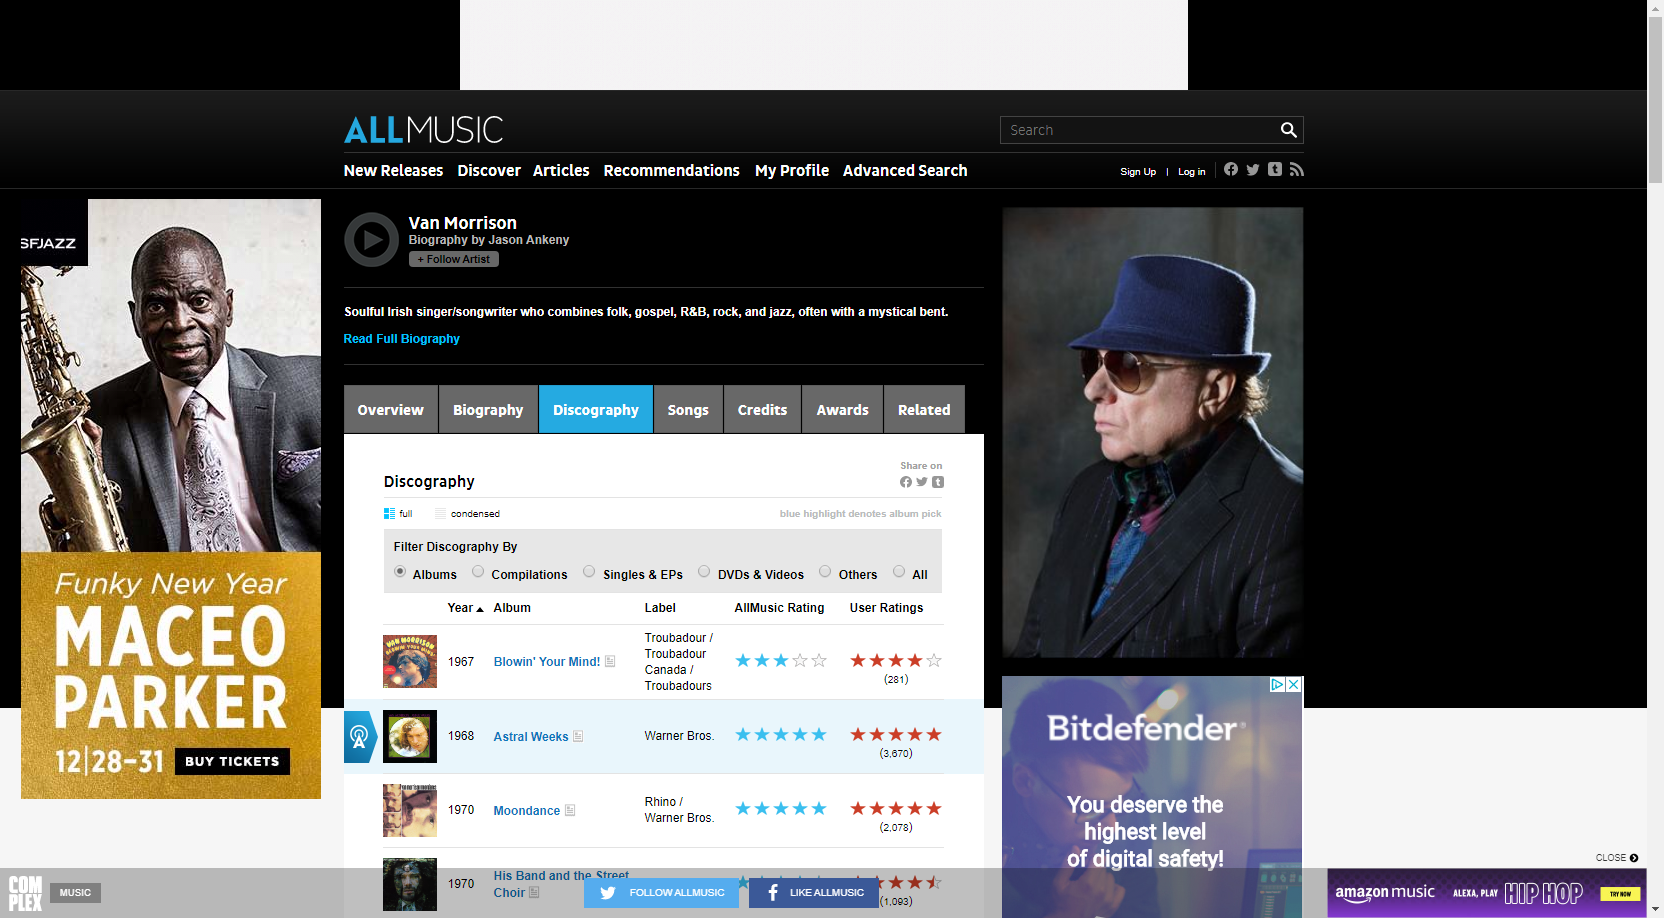 ALLMUSIC
Search
New Releases Discover Articles Recommendations My Profile Advanced Search
Sign Up | Log in
SFJAZZ
Funky New Year
MACEO
PARKER
12|28–31 BUY TICKETS
Van Morrison
Biography by Jason Ankeny
+ Follow Artist
Soulful Irish singer/songwriter who combines folk, gospel, R&B, rock, and jazz, often with a mystical bent.
Read Full Biography
Overview Biography Discography Songs Credits Awards Related
Share on
Discography
full condensed blue highlight denotes album pick
Filter Discography By
Albums Compilations Singles & EPs DVDs & Videos Others All
Year Album Label AllMusic Rating User Ratings
1967 Blowin' Your Mind! Troubadour /
Troubadour
Canada /
Troubadours
(281)
1968 Astral Weeks Warner Bros.
(3,670)
1970 Moondance Rhino /
Warner Bros.
(2,078)
1970 His Band and the Street
Choir
(1,093)
Bitdefender
You deserve the
highest level
of digital safety!
CLOSE
COM
PLEX
MUSIC
FOLLOW ALLMUSIC
LIKE ALLMUSIC
amazon music ALEXA, PLAY HIP HOP TRY NOW